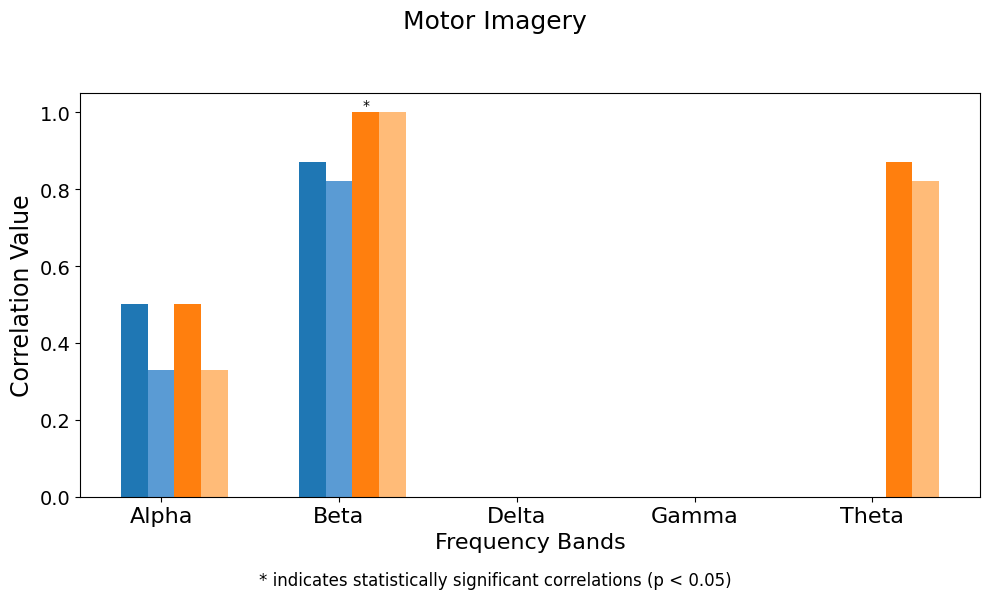 Motor Imagery
1.0
0.8
0.6
0.4
0.2
0.0
Correlation Value
*
Alpha Beta Delta Gamma Theta
Frequency Bands
* indicates statistically significant correlations (p < 0.05)